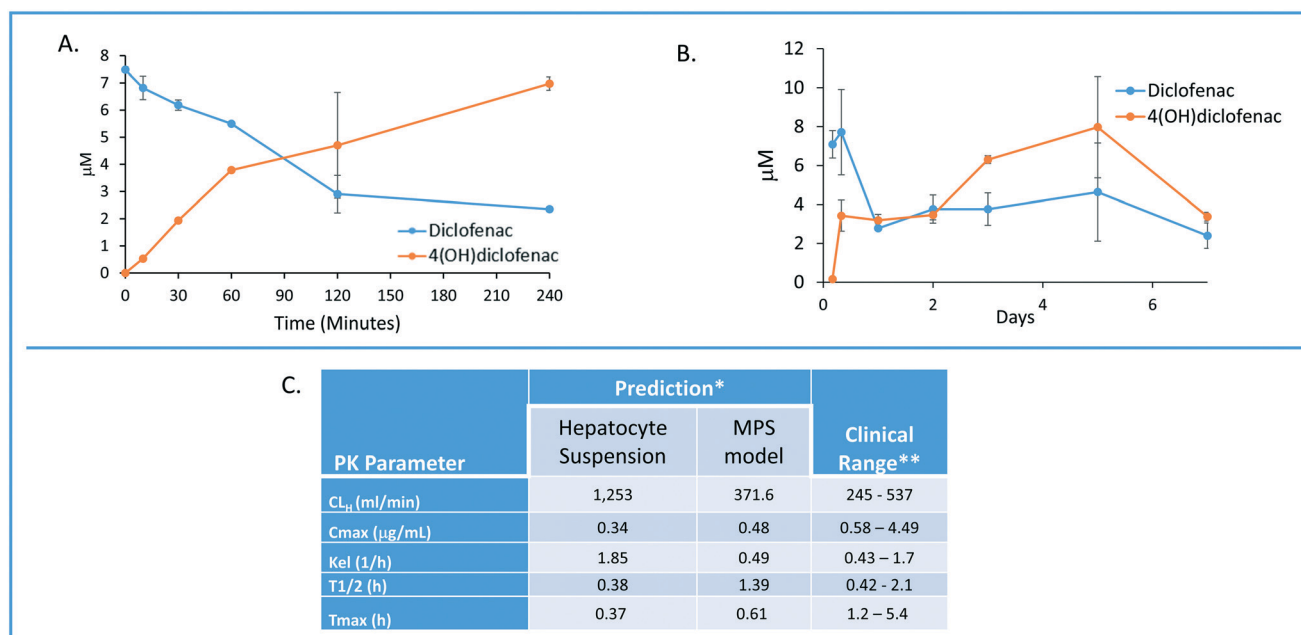 A.
8
7
6
5
4
3
2
1
0
μM
0 30 60 90 120 150 180 210 240
Time (Minutes)
Diclofenac
4(OH)diclofenac
B.
12
10
8
6
4
2
0
μM
0 2 4 6
Days
Diclofenac
4(OH)diclofenac
C.
PK Parameter
Prediction*
Hepatocyte
Suspension
MPS
model
Clinical
Range**
CLH (ml/min) 1,253 371.6 245 - 537
Cmax (μg/mL) 0.34 0.48 0.58 – 4.49
Kel (1/h) 1.85 0.49 0.43 – 1.7
T1/2 (h) 0.38 1.39 0.42 - 2.1
Tmax (h) 0.37 0.61 1.2 – 5.4